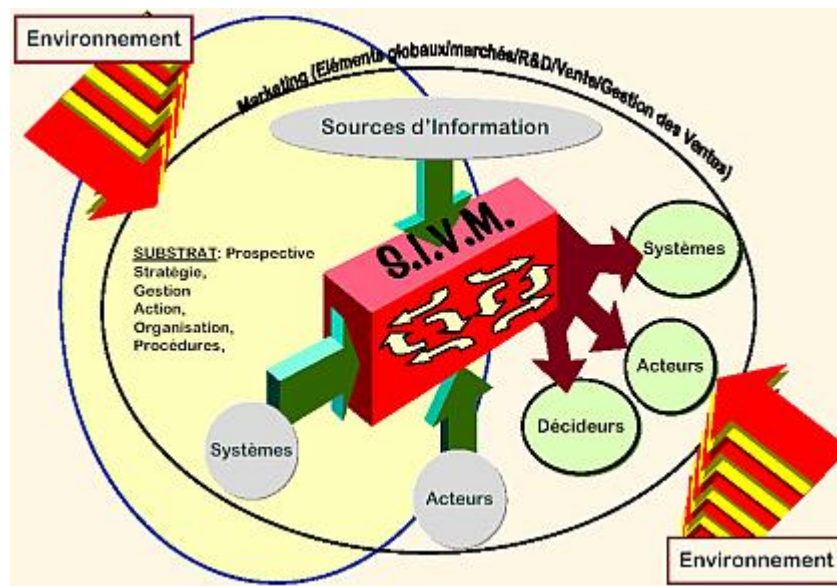 Environnement
Marketing (Eléments globaux/marchés/R&D/Vente/Gestion des Ventes)
Sources d'Information
S.I.V.M.
SUBSTRAT: Prospective
Stratégie,
Gestion
Action,
Organisation,
Procédures,
Systèmes
Acteurs
Décideurs
Systèmes
Acteurs
Environnement